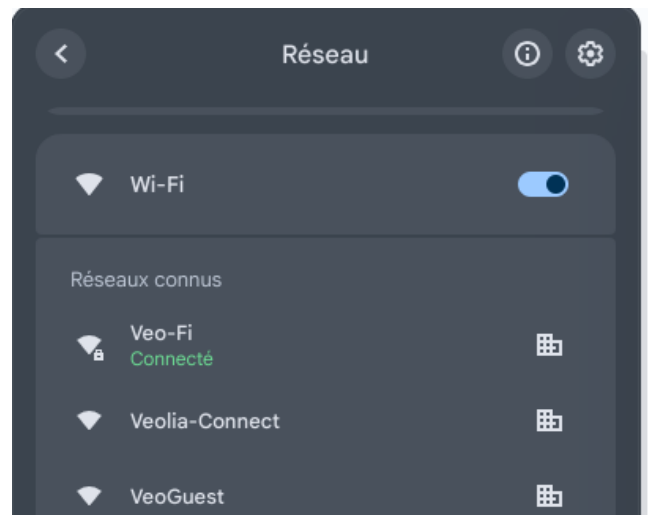 Réseau
Wi-Fi
Réseaux connus
Veo-Fi
Connecté
Veolia-Connect
VeoGuest